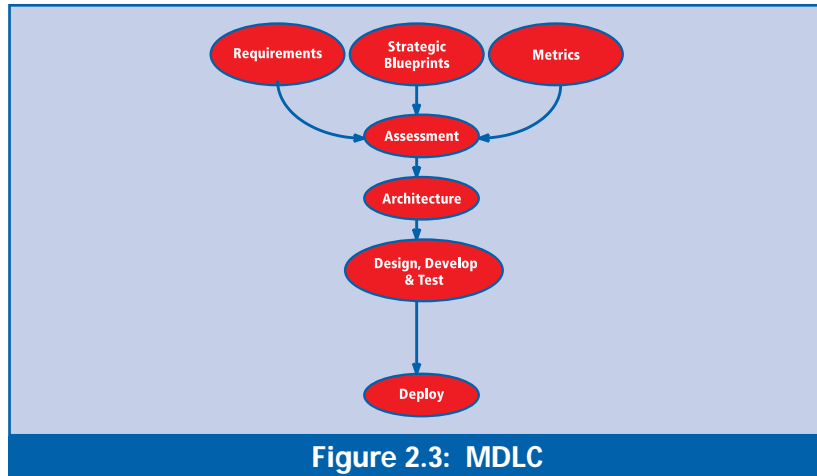 Requirements
Strategic
Blueprints
Metrics
Assessment
Architecture
Design, Develop
& Test
Deploy
Figure 2.3: MDLC